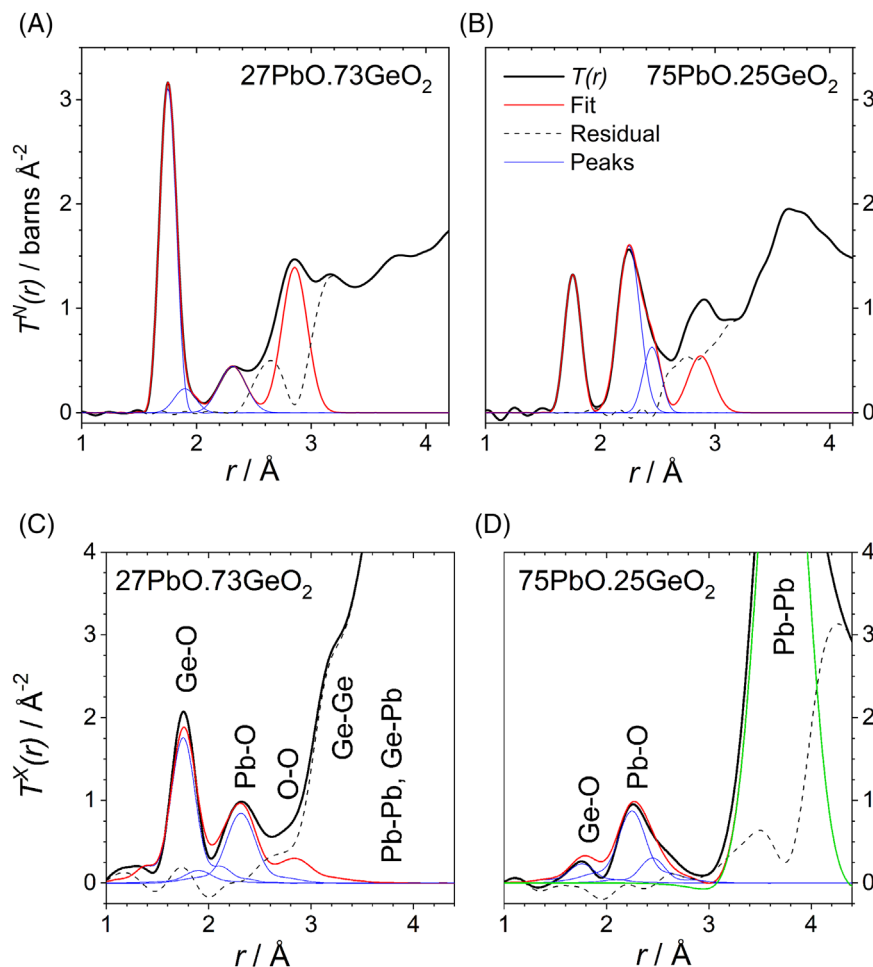 (A)
27PbO.73GeO₂
Tᴺ(r) / barns Å⁻²
3
2
1
0
1
2
3
4
r / Å
(B)
75PbO.25GeO₂
T(r)
Fit
Residual
Peaks
3
2
1
0
1
2
3
4
r / Å
(C)
27PbO.73GeO₂
Ge-O
Pb-O
O-O
Ge-Ge
Pb-Pb, Ge-Pb
Tˣ(r) / Å⁻²
4
3
2
1
0
1
2
3
4
r / Å
(D)
75PbO.25GeO₂
Ge-O
Pb-O
Pb-Pb
4
3
2
1
0
1
2
3
4
r / Å